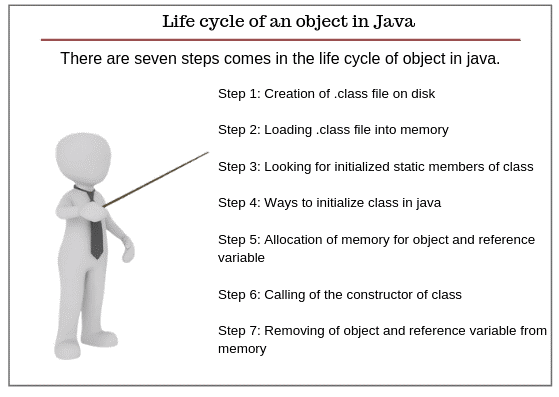 Life cycle of an object in Java
There are seven steps comes in the life cycle of object in java.
Step 1: Creation of .class file on disk
Step 2: Loading .class file into memory
Step 3: Looking for initialized static members of class
Step 4: Ways to initialize class in java
Step 5: Allocation of memory for object and reference
variable
Step 6: Calling of the constructor of class
Step 7: Removing of object and reference variable from
memory